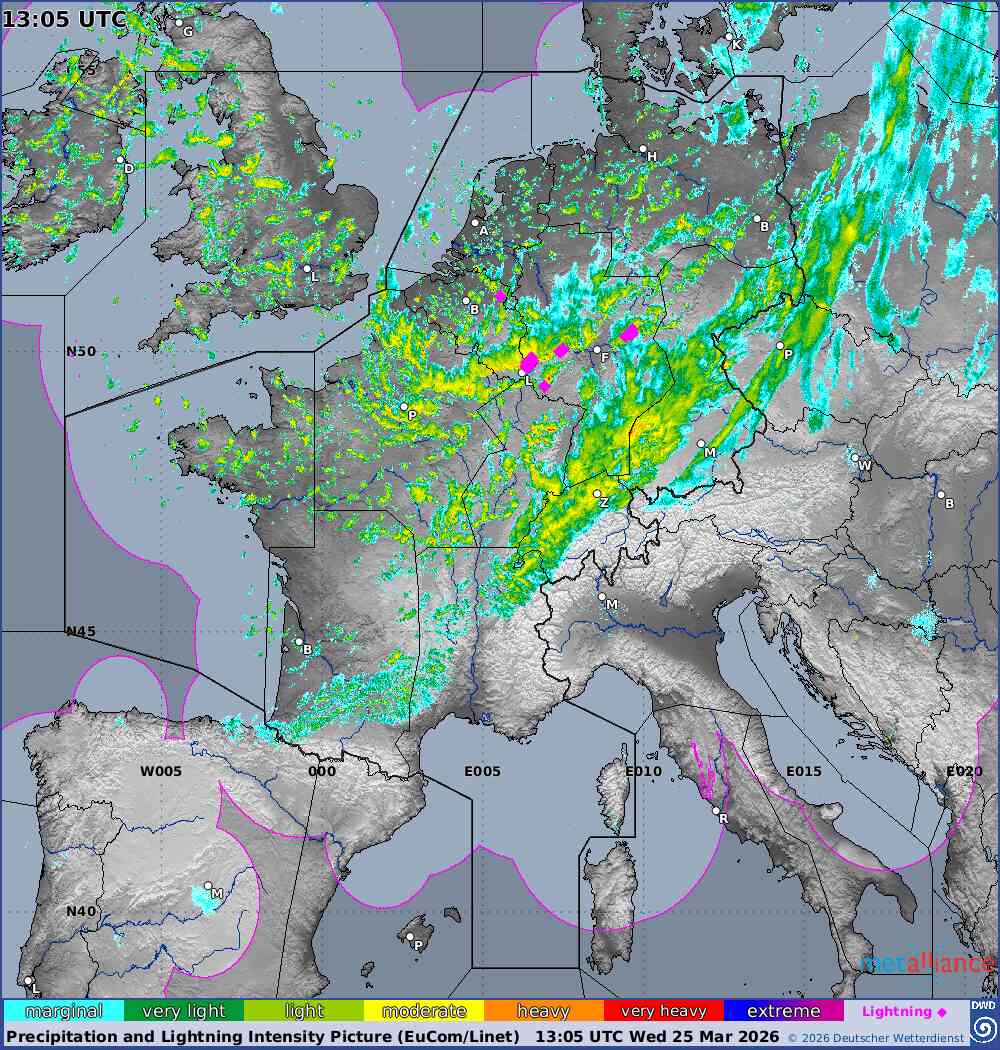 13:05 UTC
G
K
N55
H
D
A
B
L
B
N50
F
P
L
P
M
W
Z
B
M
N45
B
W005
000
E005
E010
E015
E020
R
M
N40
P
L
metalliance
marginal
very light
light
moderate
heavy
very heavy
extreme
Lightning
DWD
Precipitation and Lightning Intensity Picture (EuCom/Linet) 13:05 UTC Wed 25 Mar 2026 © 2026 Deutscher Wetterdienst